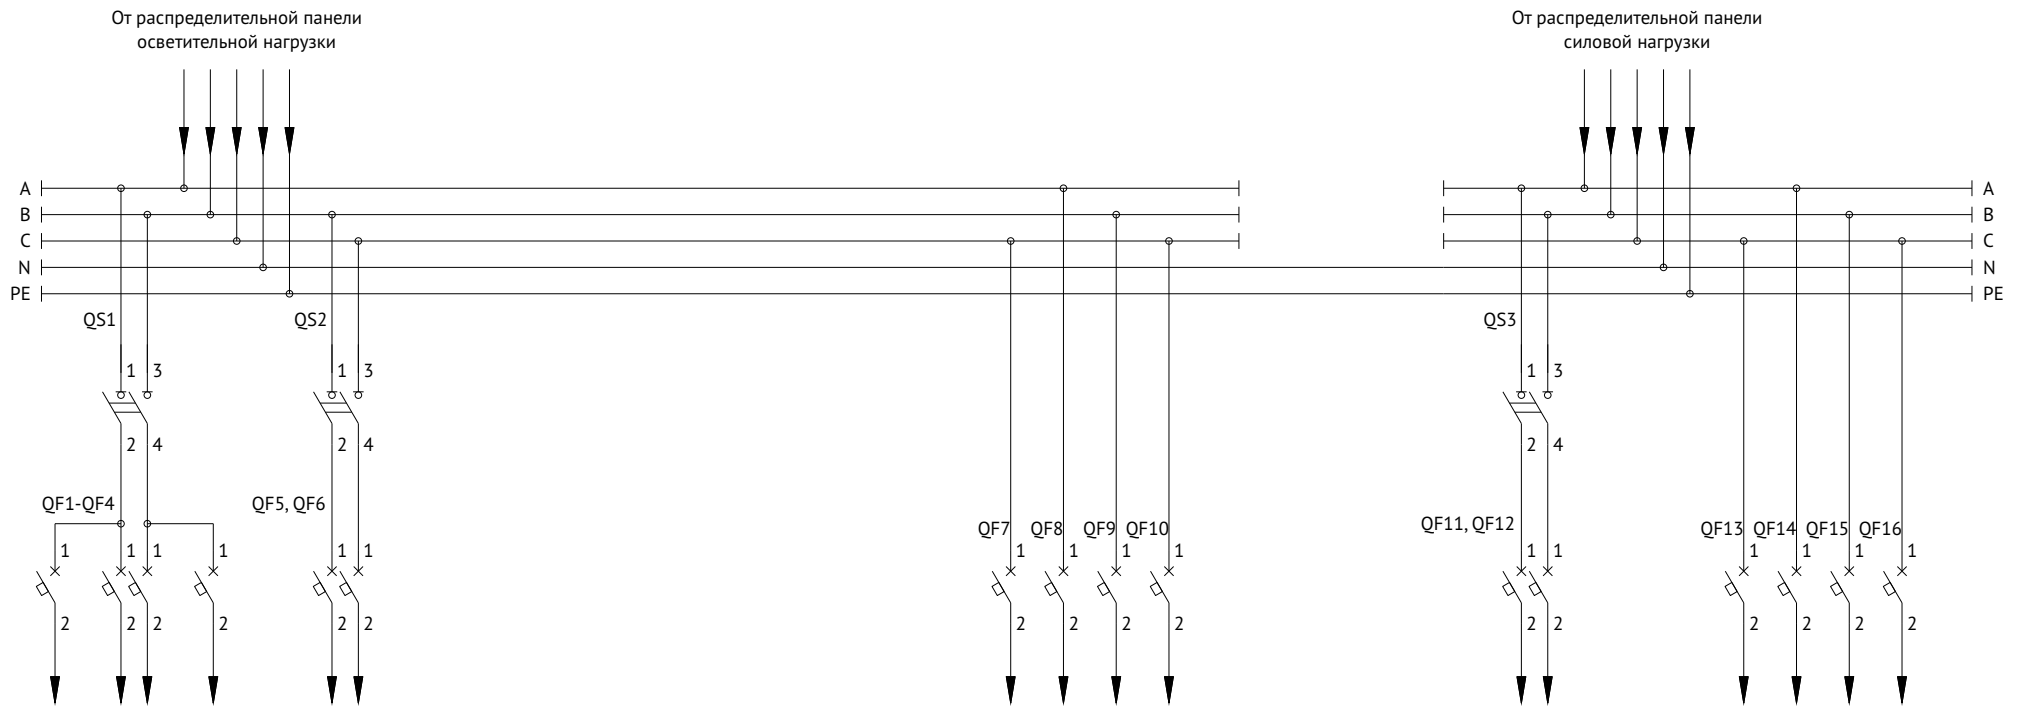 От распределительной панели
осветительной нагрузки
От распределительной панели
силовой нагрузки
A A
B B
C C
N N
PE PE
QS1 QS2 QS3
1 3 1 3 1 3
2 4 2 4 2 4
QF1-QF4 QF5, QF6 QF11, QF12
QF7 QF8 QF9 QF10 QF13 QF14 QF15 QF16
1 1 1 1 1 1 1 1 1 1 1 1 1 1 1 1
2 2 2 2 2 2 2 2 2 2 2 2 2 2 2 2